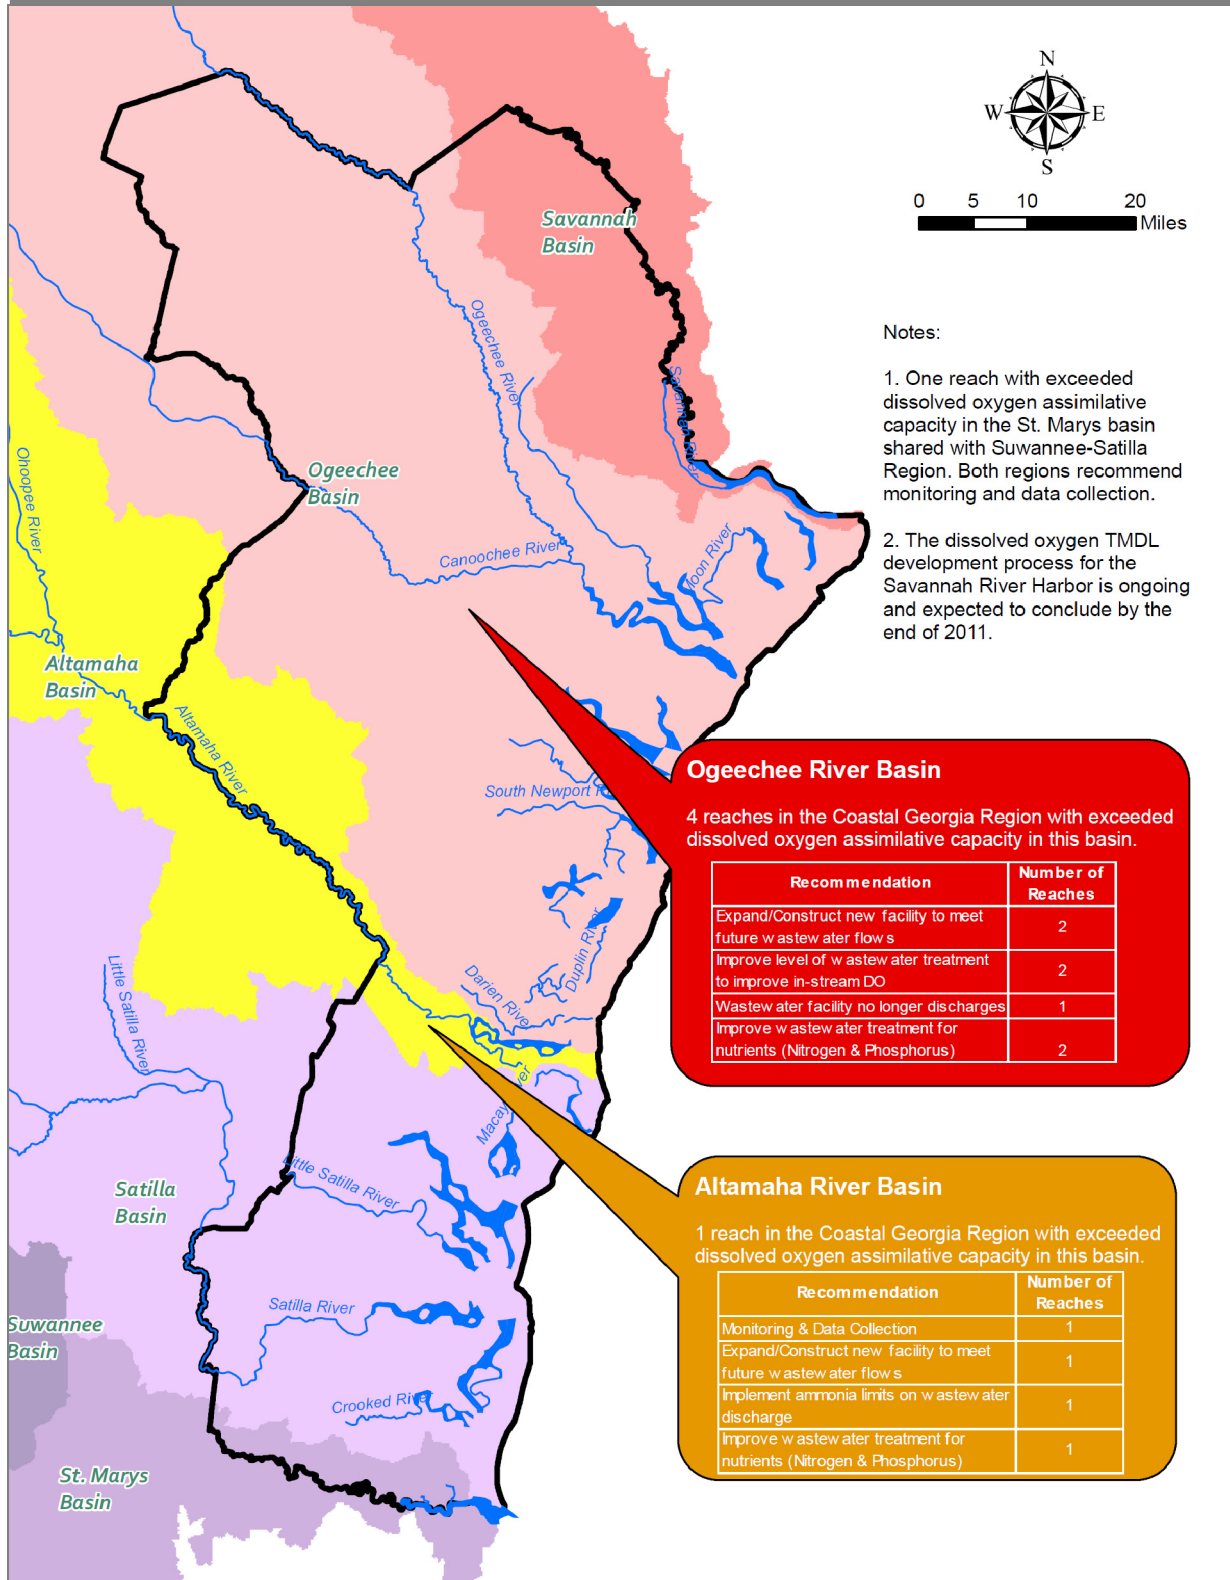 N
W
E
S
0 5 10 20
Miles
Savannah
Basin
Ogeechee River
Savannah River
Notes:
1. One reach with exceeded
dissolved oxygen assimilative
capacity in the St. Marys basin
shared with Suwannee-Satilla
Region. Both regions recommend
monitoring and data collection.
2. The dissolved oxygen TMDL
development process for the
Savannah River Harbor is ongoing
and expected to conclude by the
end of 2011.
Ohoopee River
Ogeechee
Basin
Canoochee River
Moon River
Altamaha
Basin
Altamaha River
South Newport R
Duplin River
Darien River
Little Satilla River
Macay River
Little Satilla River
Satilla
Basin
Satilla River
Suwannee
Basin
Crooked River
St. Marys
Basin
Ogeechee River Basin
4 reaches in the Coastal Georgia Region with exceeded
dissolved oxygen assimilative capacity in this basin.
Recommendation
Number of
Reaches
Expand/Construct new facility to meet
future wastewater flows
2
Improve level of wastewater treatment
to improve in-stream DO
2
Wastewater facility no longer discharges 1
Improve wastewater treatment for
nutrients (Nitrogen & Phosphorus) 2
Altamaha River Basin
1 reach in the Coastal Georgia Region with exceeded
dissolved oxygen assimilative capacity in this basin.
Recommendation
Number of
Reaches
Monitoring & Data Collection 1
Expand/Construct new facility to meet
future wastewater flows
1
Implement ammonia limits on wastewater
discharge
1
Improve wastewater treatment for
nutrients (Nitrogen & Phosphorus)
1